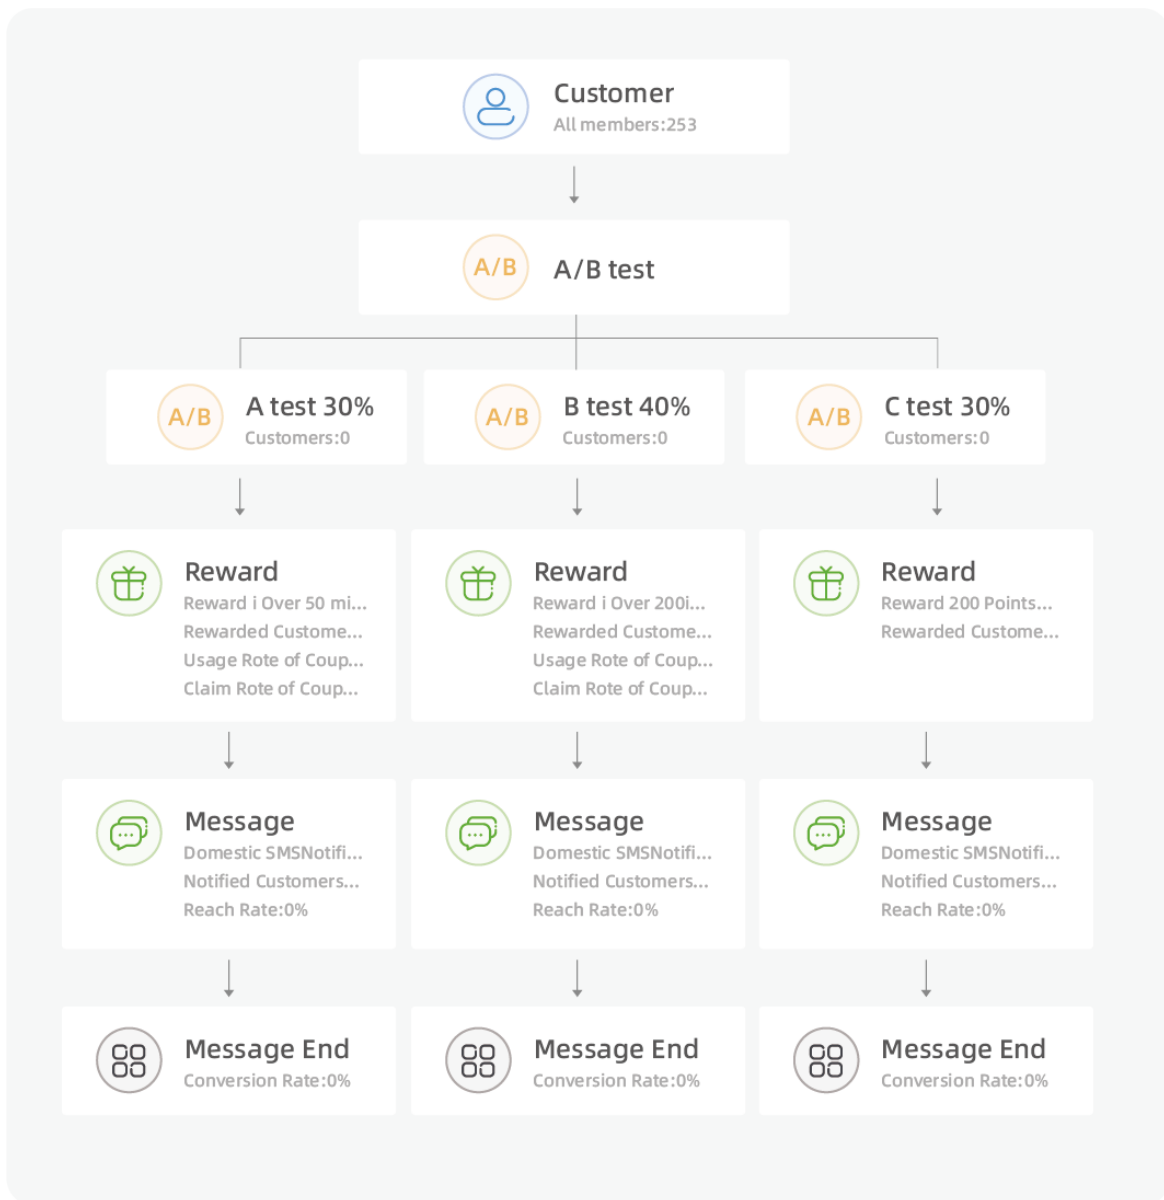 Customer
All members:253
A/B
A/B test
A/B
A test 30%
Customers:0
A/B
B test 40%
Customers:0
A/B
C test 30%
Customers:0
Reward
Reward i Over 50 mi...
Rewarded Custome...
Usage Rote of Coup...
Claim Rote of Coup...
Reward
Reward i Over 200i...
Rewarded Custome...
Usage Rote of Coup...
Claim Rote of Coup...
Reward
Reward 200 Points...
Rewarded Custome...
Message
Domestic SMSNotifi...
Notified Customers...
Reach Rate:0%
Message
Domestic SMSNotifi...
Notified Customers...
Reach Rate:0%
Message
Domestic SMSNotifi...
Notified Customers...
Reach Rate:0%
Message End
Conversion Rate:0%
Message End
Conversion Rate:0%
Message End
Conversion Rate:0%